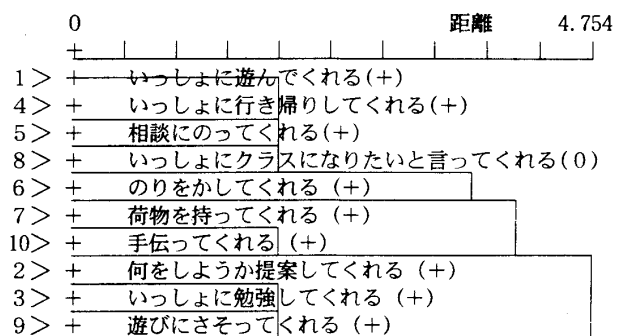 0 距離 4.754
1> + いっしょに遊んでくれる(+)
4> + いっしょに行き帰りしてくれる(+)
5> + 相談にのってくれる(+)
8> + いっしょにクラスになりたいと言ってくれる(0)
6> + のりをかしてくれる (+)
7> + 荷物を持ってくれる (+)
10> + 手伝ってくれる (+)
2> + 何をしようか提案してくれる (+)
3> + いっしょに勉強してくれる (+)
9> + 遊びにさそってくれる (+)